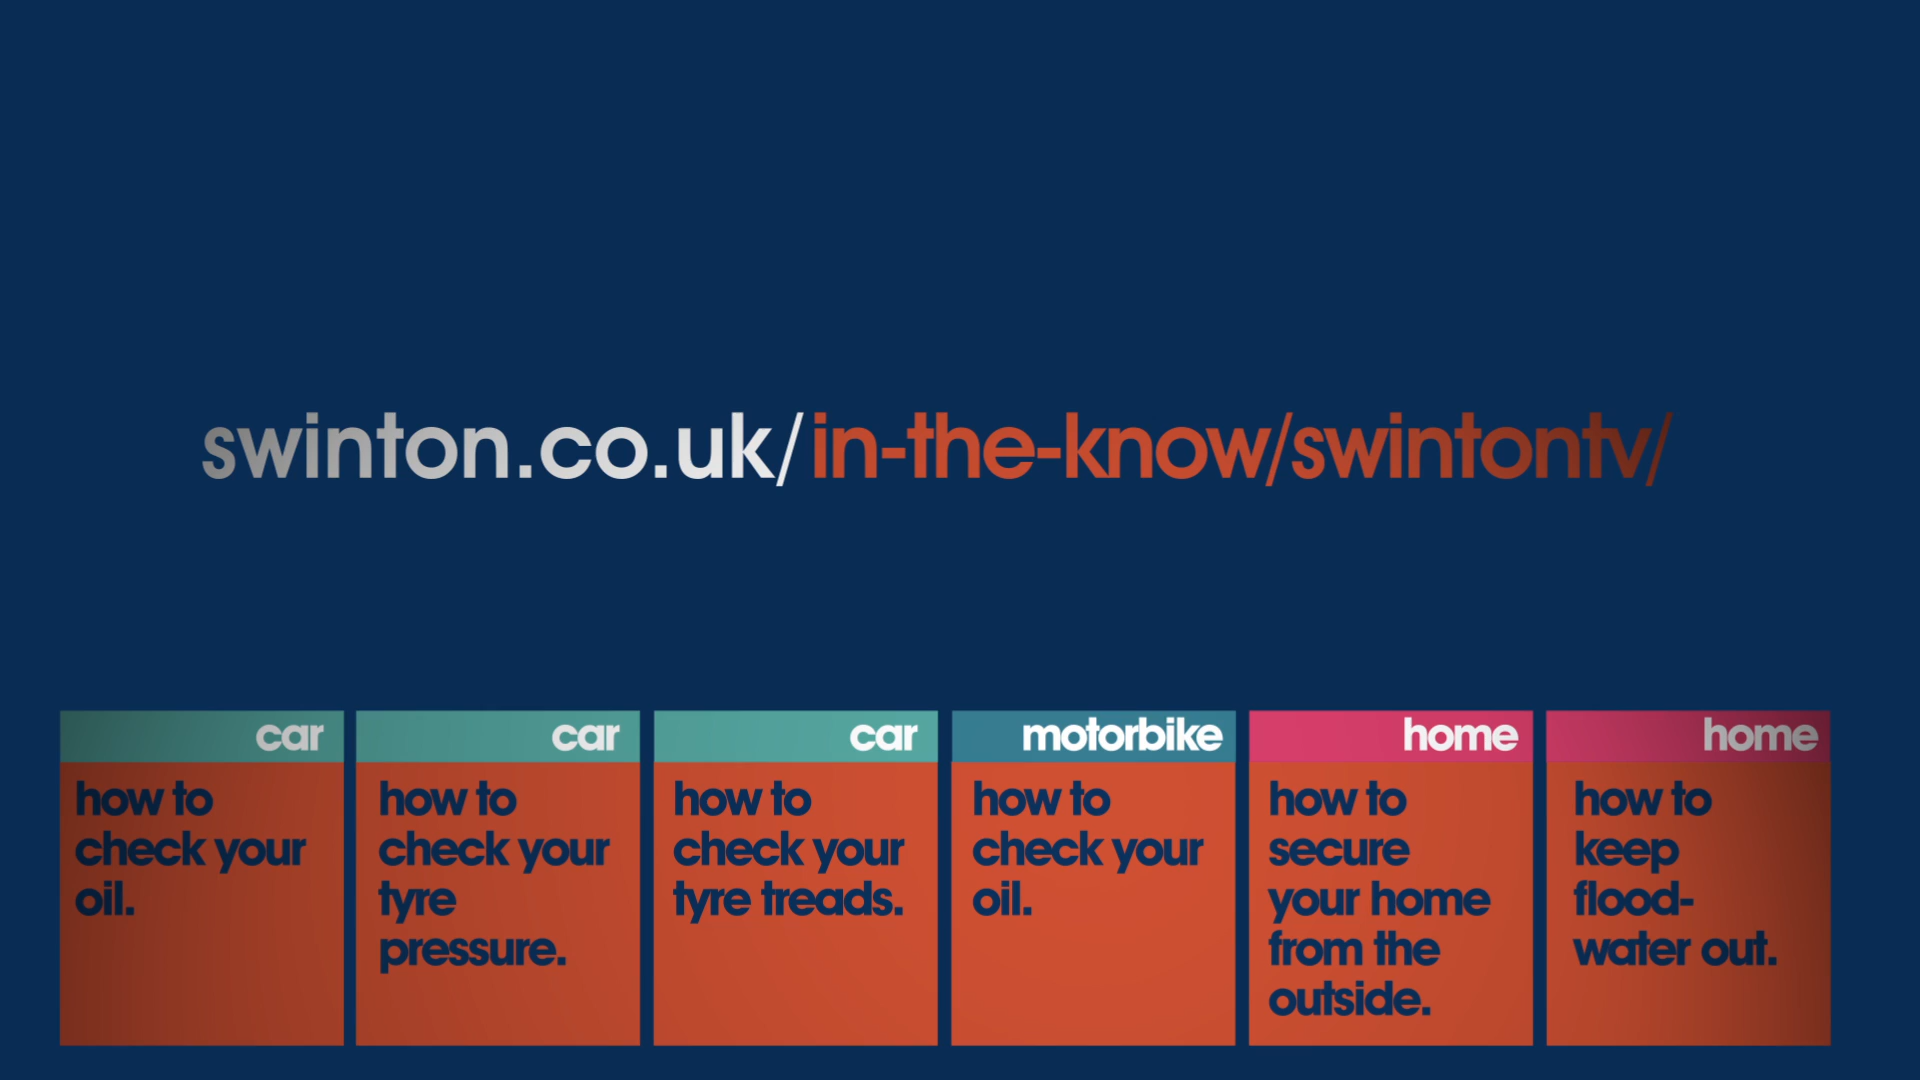 swinton.co.uk/in-the-know/swintontv/
car
how to
check your
oil.
car
how to
check your
tyre
pressure.
car
how to
check your
tyre treads.
motorbike
how to
check your
oil.
home
how to
secure
your home
from the
outside.
home
how to
keep
flood-
water out.